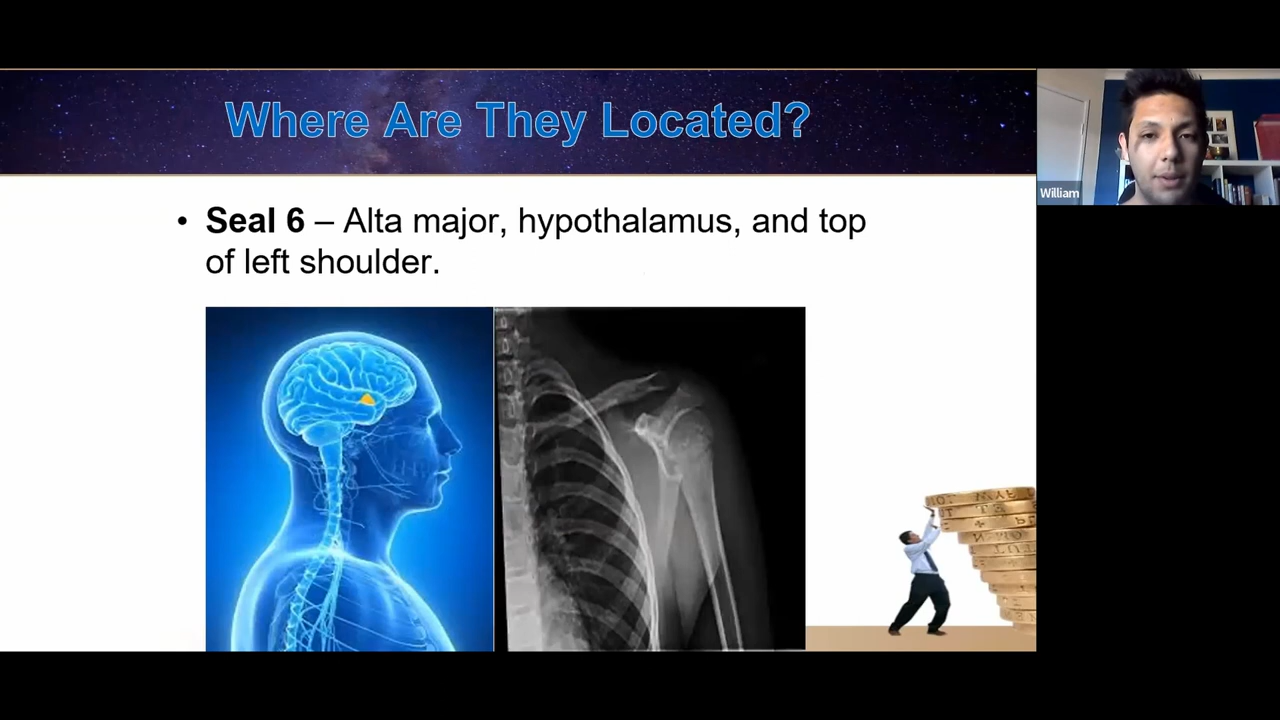 Where Are They Located?
William
• Seal 6 – Alta major, hypothalamus, and top
of left shoulder.